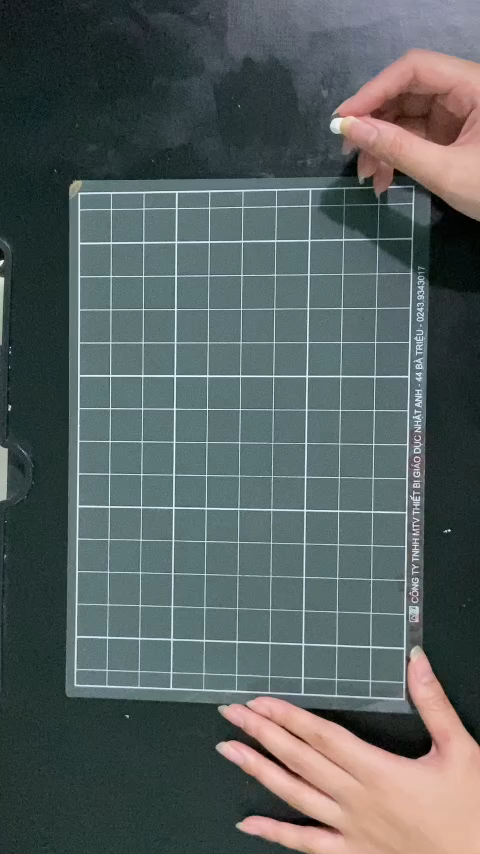 CÔNG TY TNHH MTV THIẾT BỊ GIÁO DỤC NHẬT ANH - 44 BÀ TRIỆU - 0243.9343017